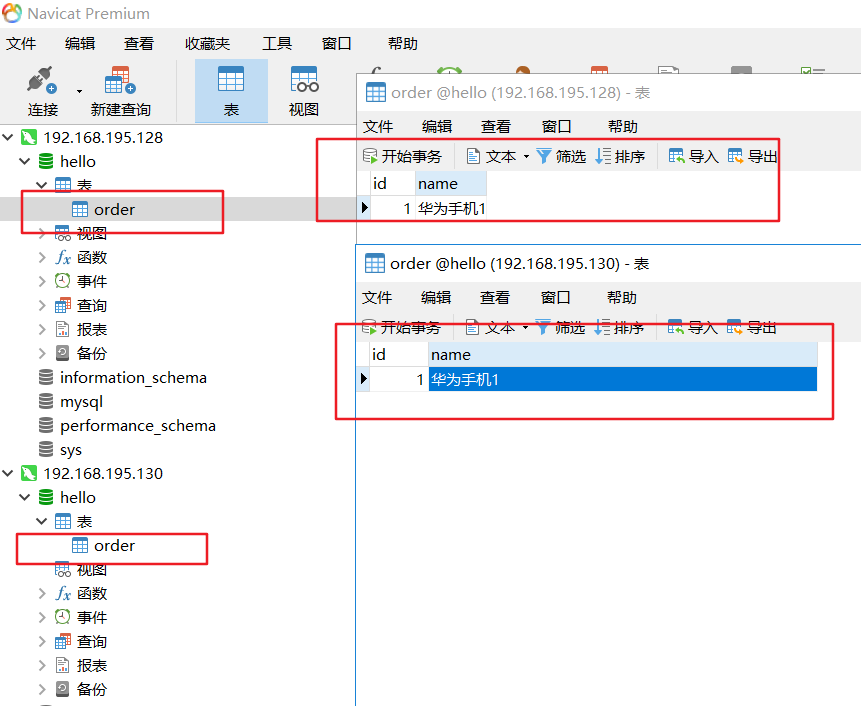 Navicat Premium
文件 编辑 查看 收藏夹 工具 窗口 帮助
连接 新建查询 表 视图
192.168.195.128
hello
表
order
视图
函数
事件
查询
报表
备份
information_schema
mysql
performance_schema
sys
192.168.195.130
hello
表
order
视图
函数
事件
查询
报表
备份
order @hello (192.168.195.128) - 表
文件 编辑 查看 窗口 帮助
开始事务 文本 筛选 排序 导入 导出
id name
1 华为手机1
order @hello (192.168.195.130) - 表
文件 编辑 查看 窗口 帮助
开始事务 文本 筛选 排序 导入 导出
id name
1 华为手机1